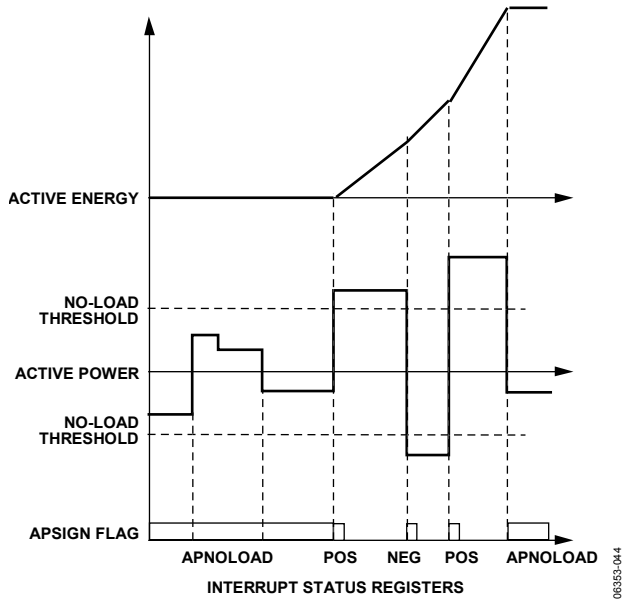 ACTIVE ENERGY
NO-LOAD
THRESHOLD
ACTIVE POWER
NO-LOAD
THRESHOLD
APSIGN FLAG
APNOLOAD POS NEG POS APNOLOAD
INTERRUPT STATUS REGISTERS
06353-044